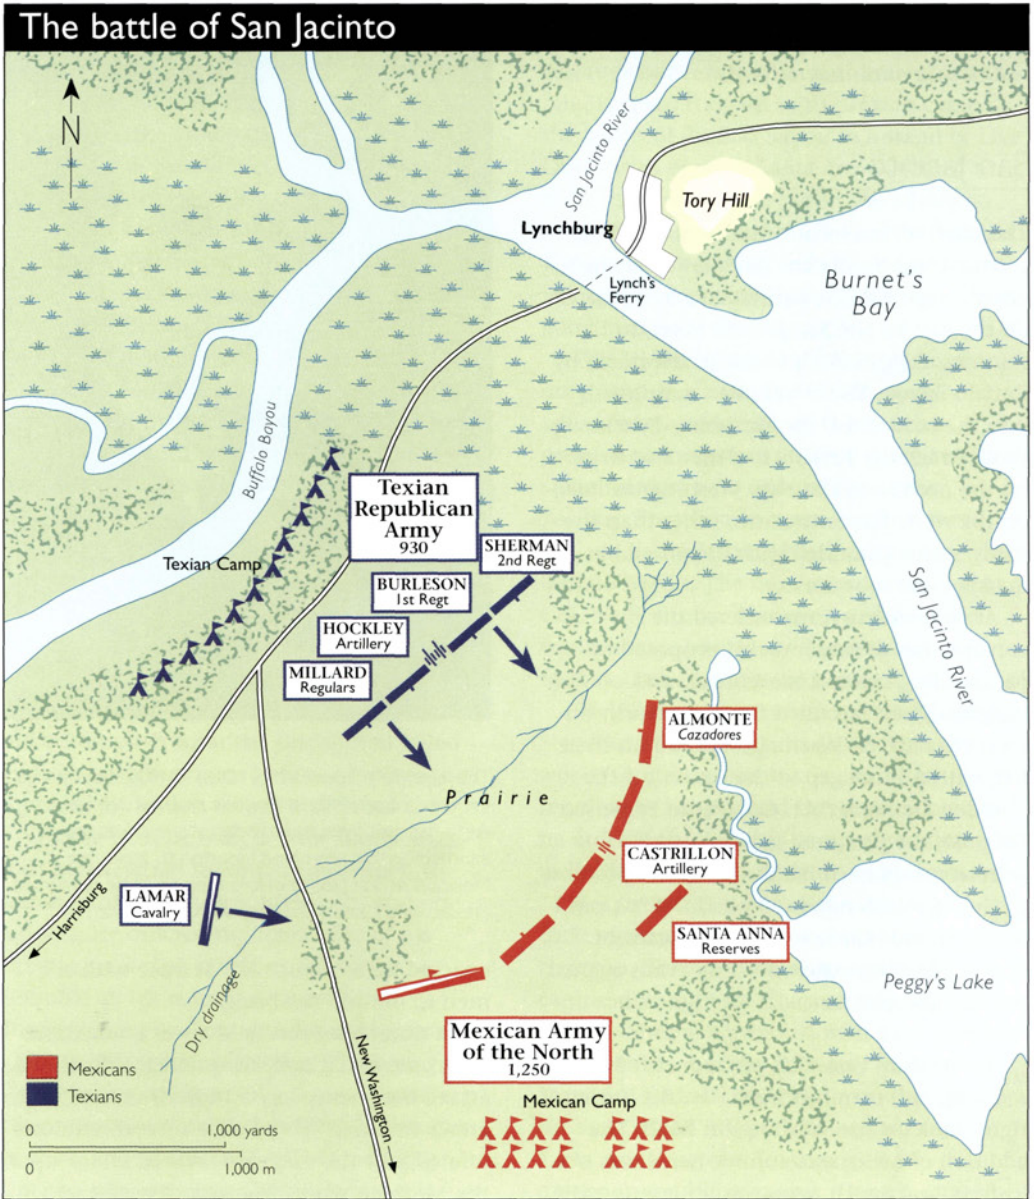 The battle of San Jacinto
N
San Jacinto River
Tory Hill
Lynchburg
Lynch's
Ferry
Burnet's
Bay
Buffalo Bayou
Texian
Republican
Army
930
SHERMAN
2nd Regt
Texian Camp
BURLESON
1st Regt
HOCKLEY
Artillery
MILLARD
Regulars
San Jacinto River
ALMONTE
Cazadores
Prairie
CASTRILLON
Artillery
LAMAR
Cavalry
Harrisburg
SANTA ANNA
Reserves
Peggy's Lake
Dry drainage
Mexican Army
of the North
1,250
New Washington
Mexicans
Texians
Mexican Camp
0 1,000 yards
0 1,000 m